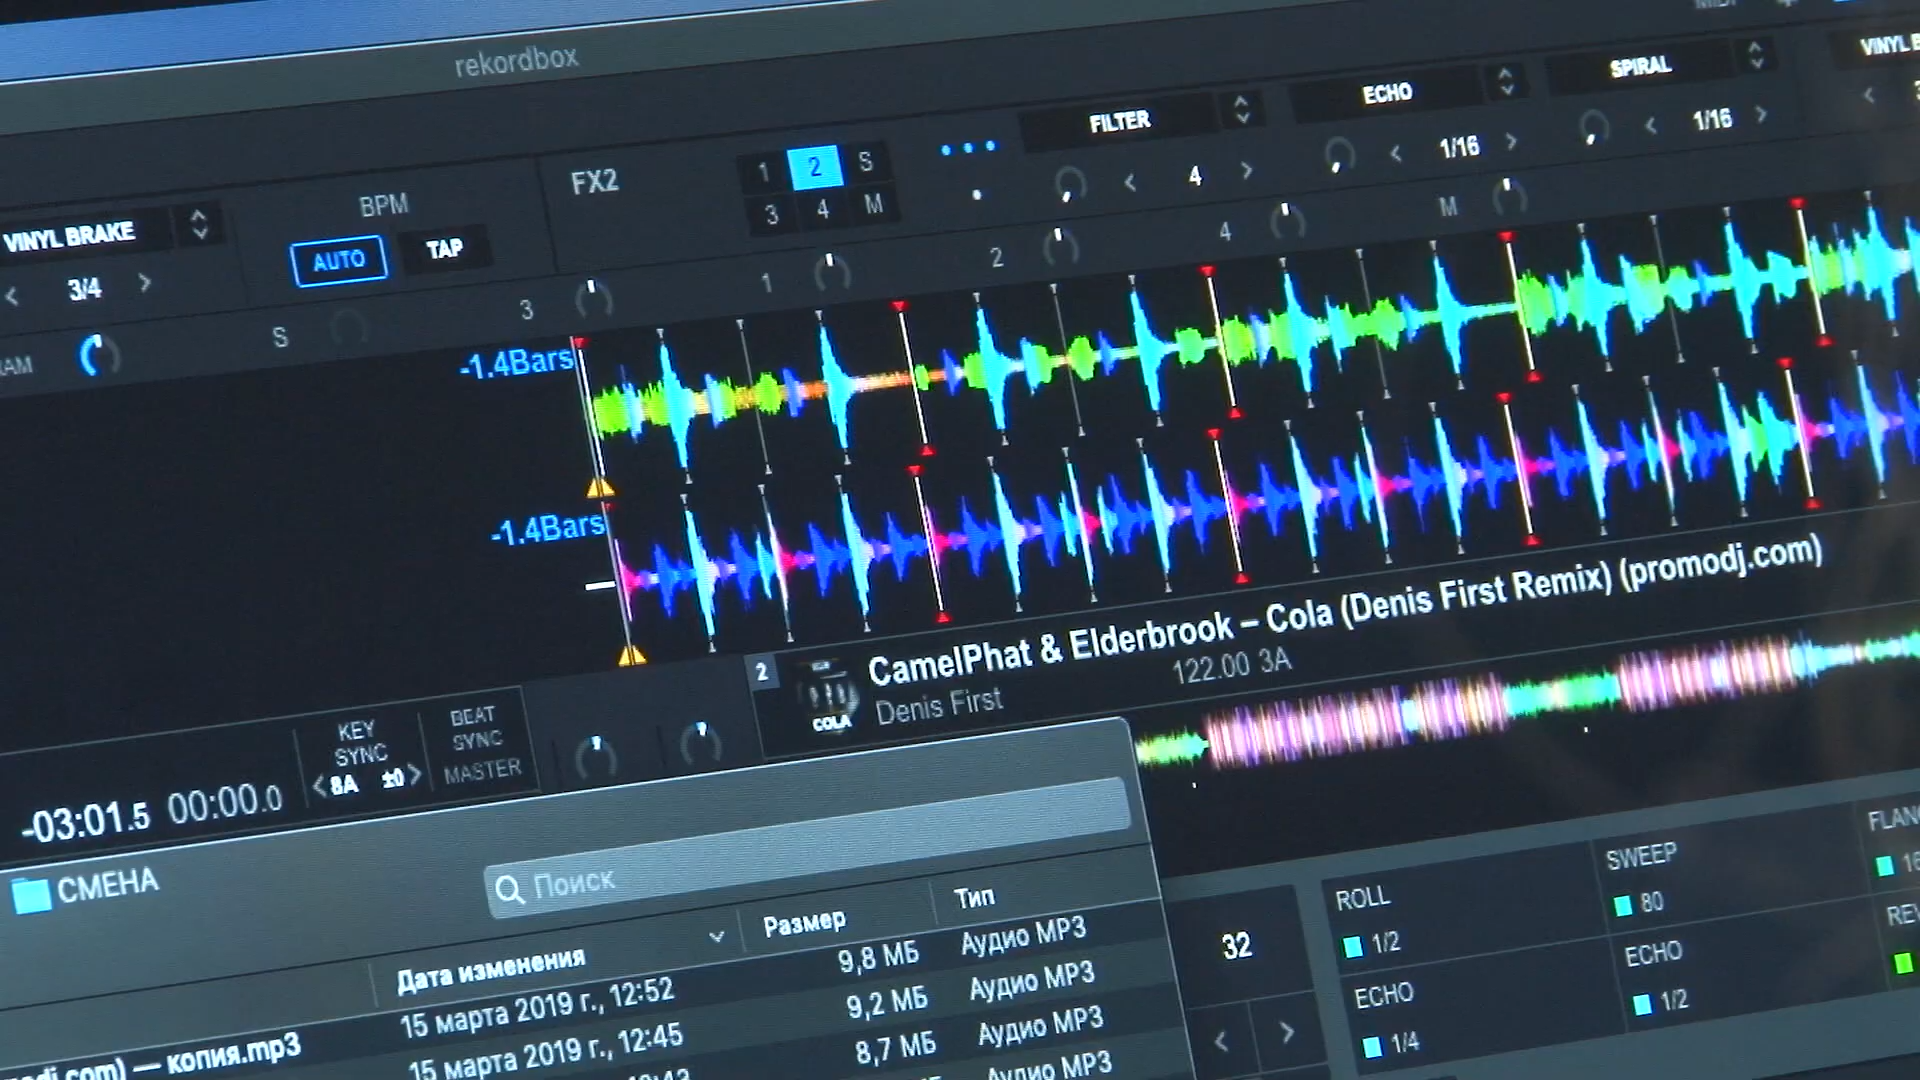 rekordbox
VINYL BRAKE
3/4
BPM
AUTO
TAP
FX2
1 2 S
3 4 M
FILTER
4
ECHO
1/16
SPIRAL
1/16
S
3
1
2
4
M
-1.4Bars
-1.4Bars
2
COLA
CamelPhat & Elderbrook – Cola (Denis First Remix) (promodj.com)
Denis First
122.00 3A
KEY
SYNC
8A ±0
BEAT
SYNC
MASTER
-03:01.5 00:00.0
СМЕНА
Поиск
Дата изменения
Размер
Тип
15 марта 2019 г., 12:52
9,8 МБ
Аудио MP3
— копия.mp3
15 марта 2019 г., 12:45
9,2 МБ
Аудио MP3
8,7 МБ
Аудио MP3
Аудио MP3
32
ROLL
1/2
SWEEP
80
ECHO
1/4
ECHO
1/2